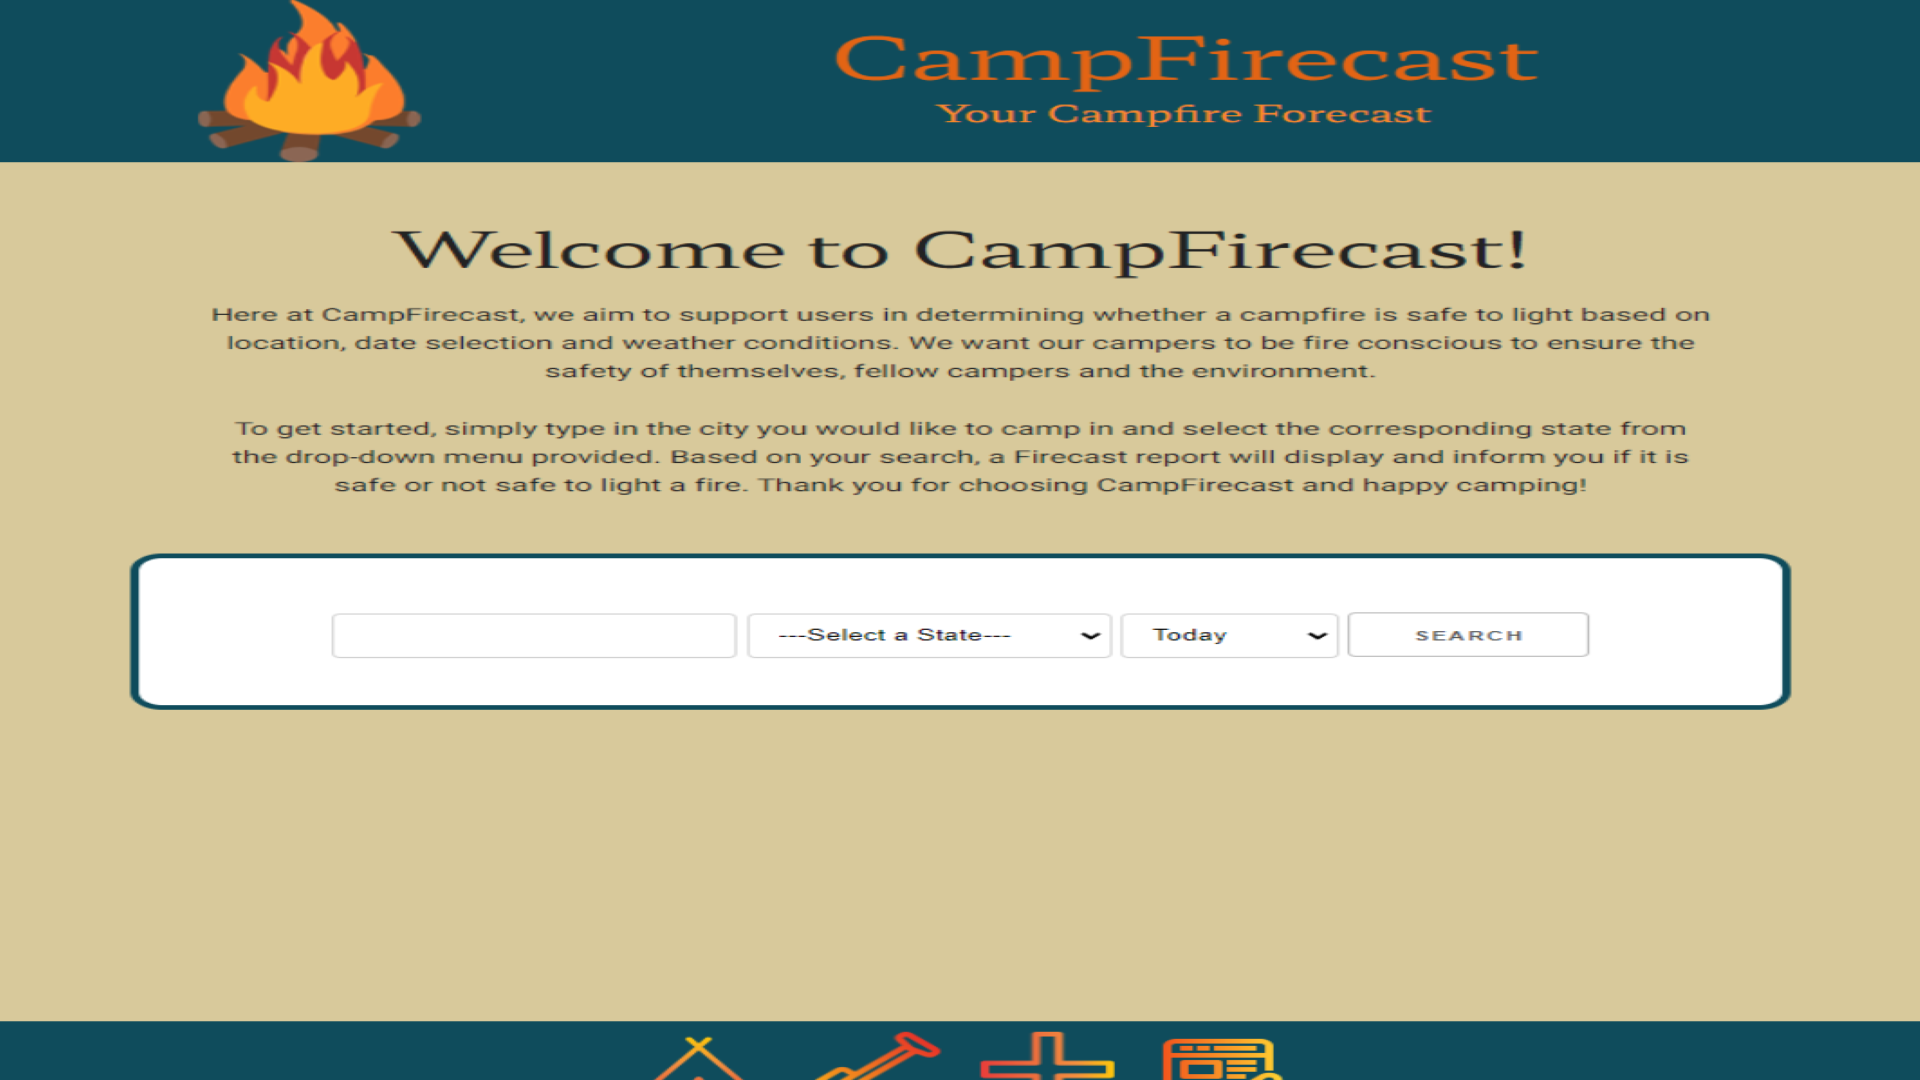 CampFirecast
Your Campfire Forecast
Welcome to CampFirecast!
Here at CampFirecast, we aim to support users in determining whether a campfire is safe to light based on
location, date selection and weather conditions. We want our campers to be fire conscious to ensure the
safety of themselves, fellow campers and the environment.
To get started, simply type in the city you would like to camp in and select the corresponding state from
the drop-down menu provided. Based on your search, a Firecast report will display and inform you if it is
safe or not safe to light a fire. Thank you for choosing CampFirecast and happy camping!
---Select a State--- Today SEARCH